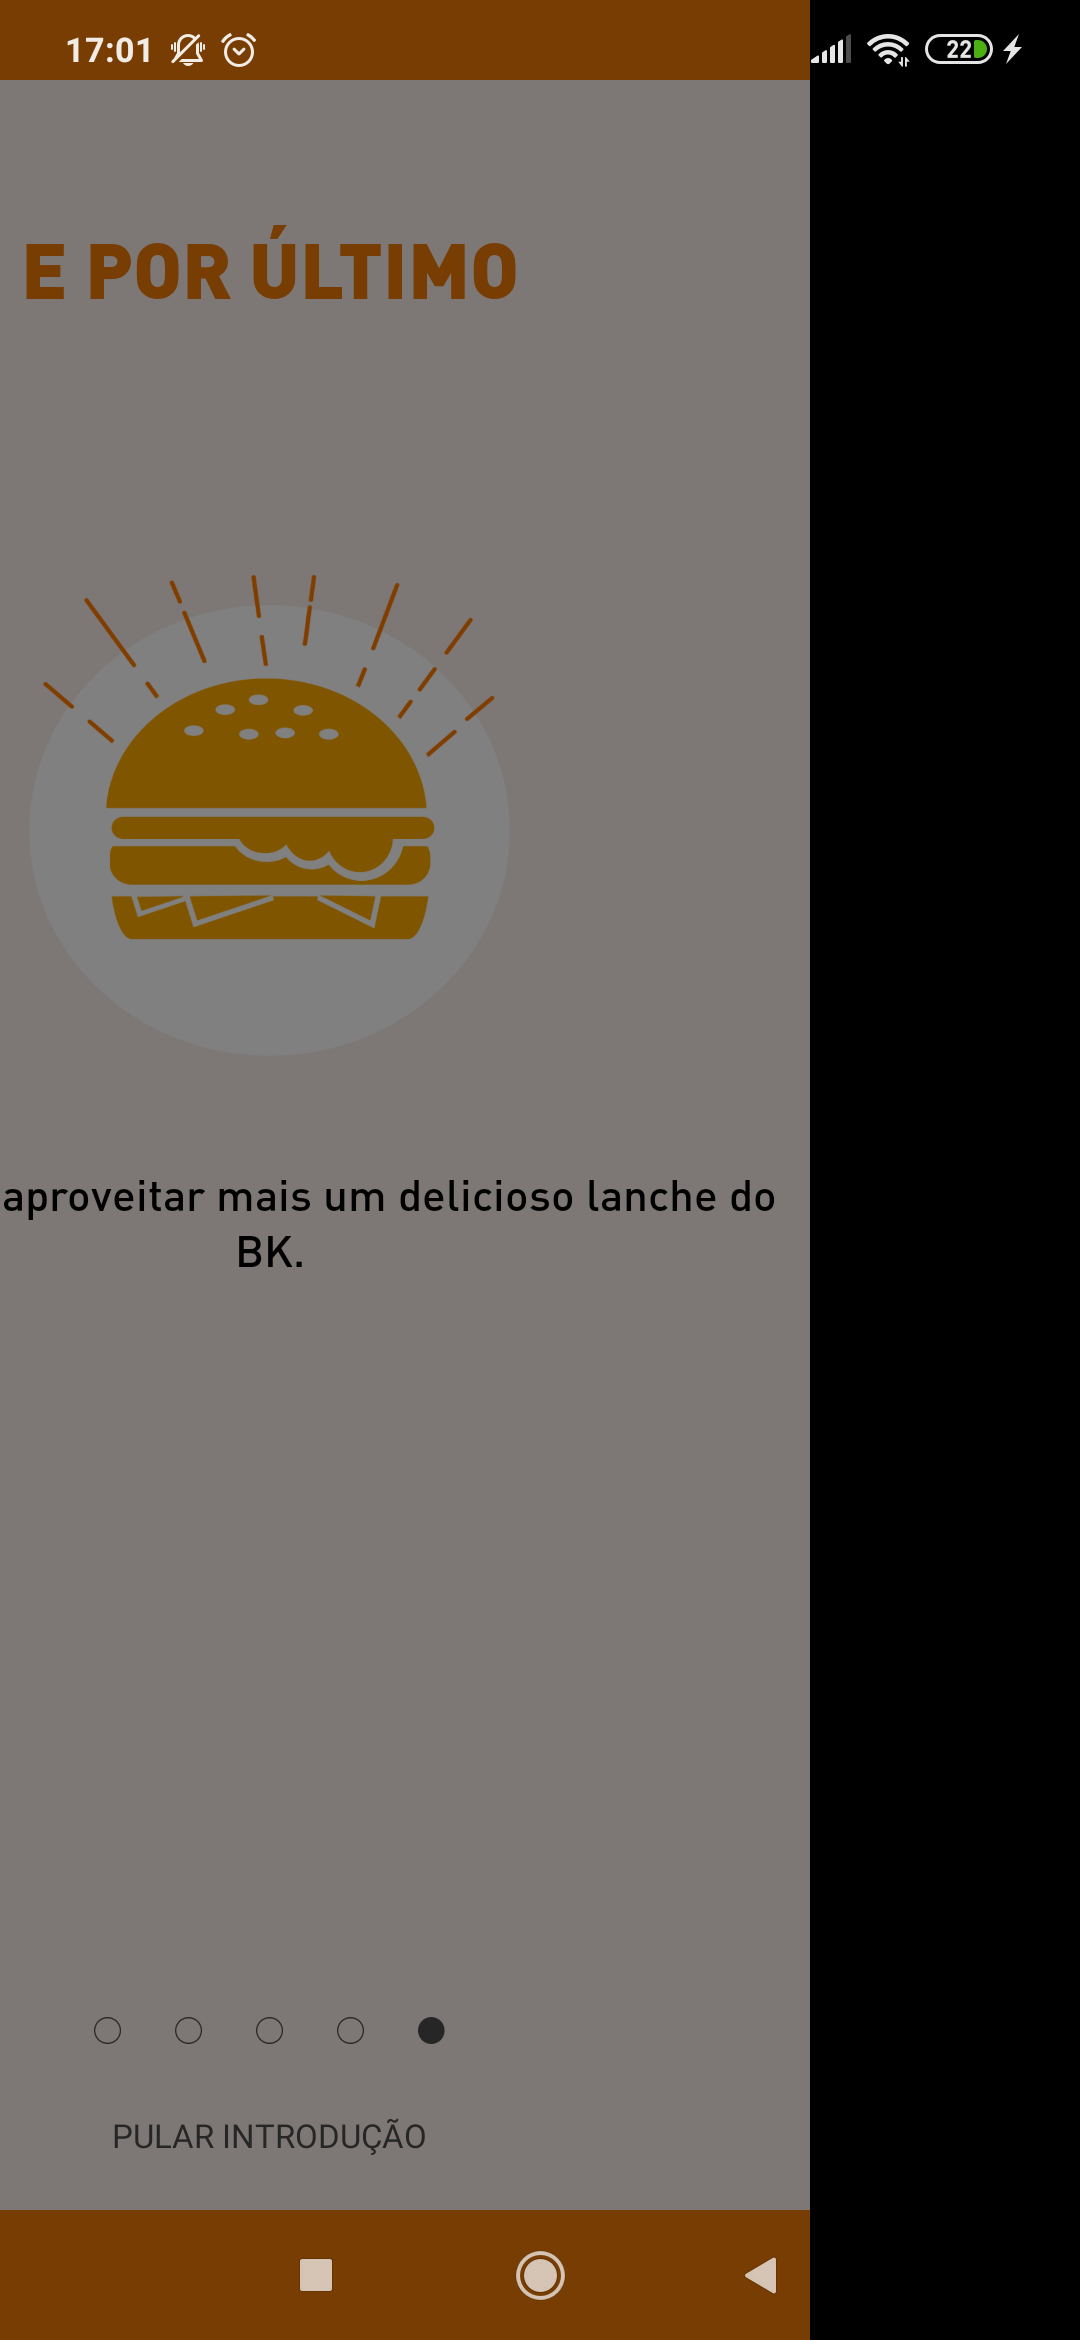 17:01
22
E POR ÚLTIMO
aproveitar mais um delicioso lanche do
BK.
PULAR INTRODUÇÃO